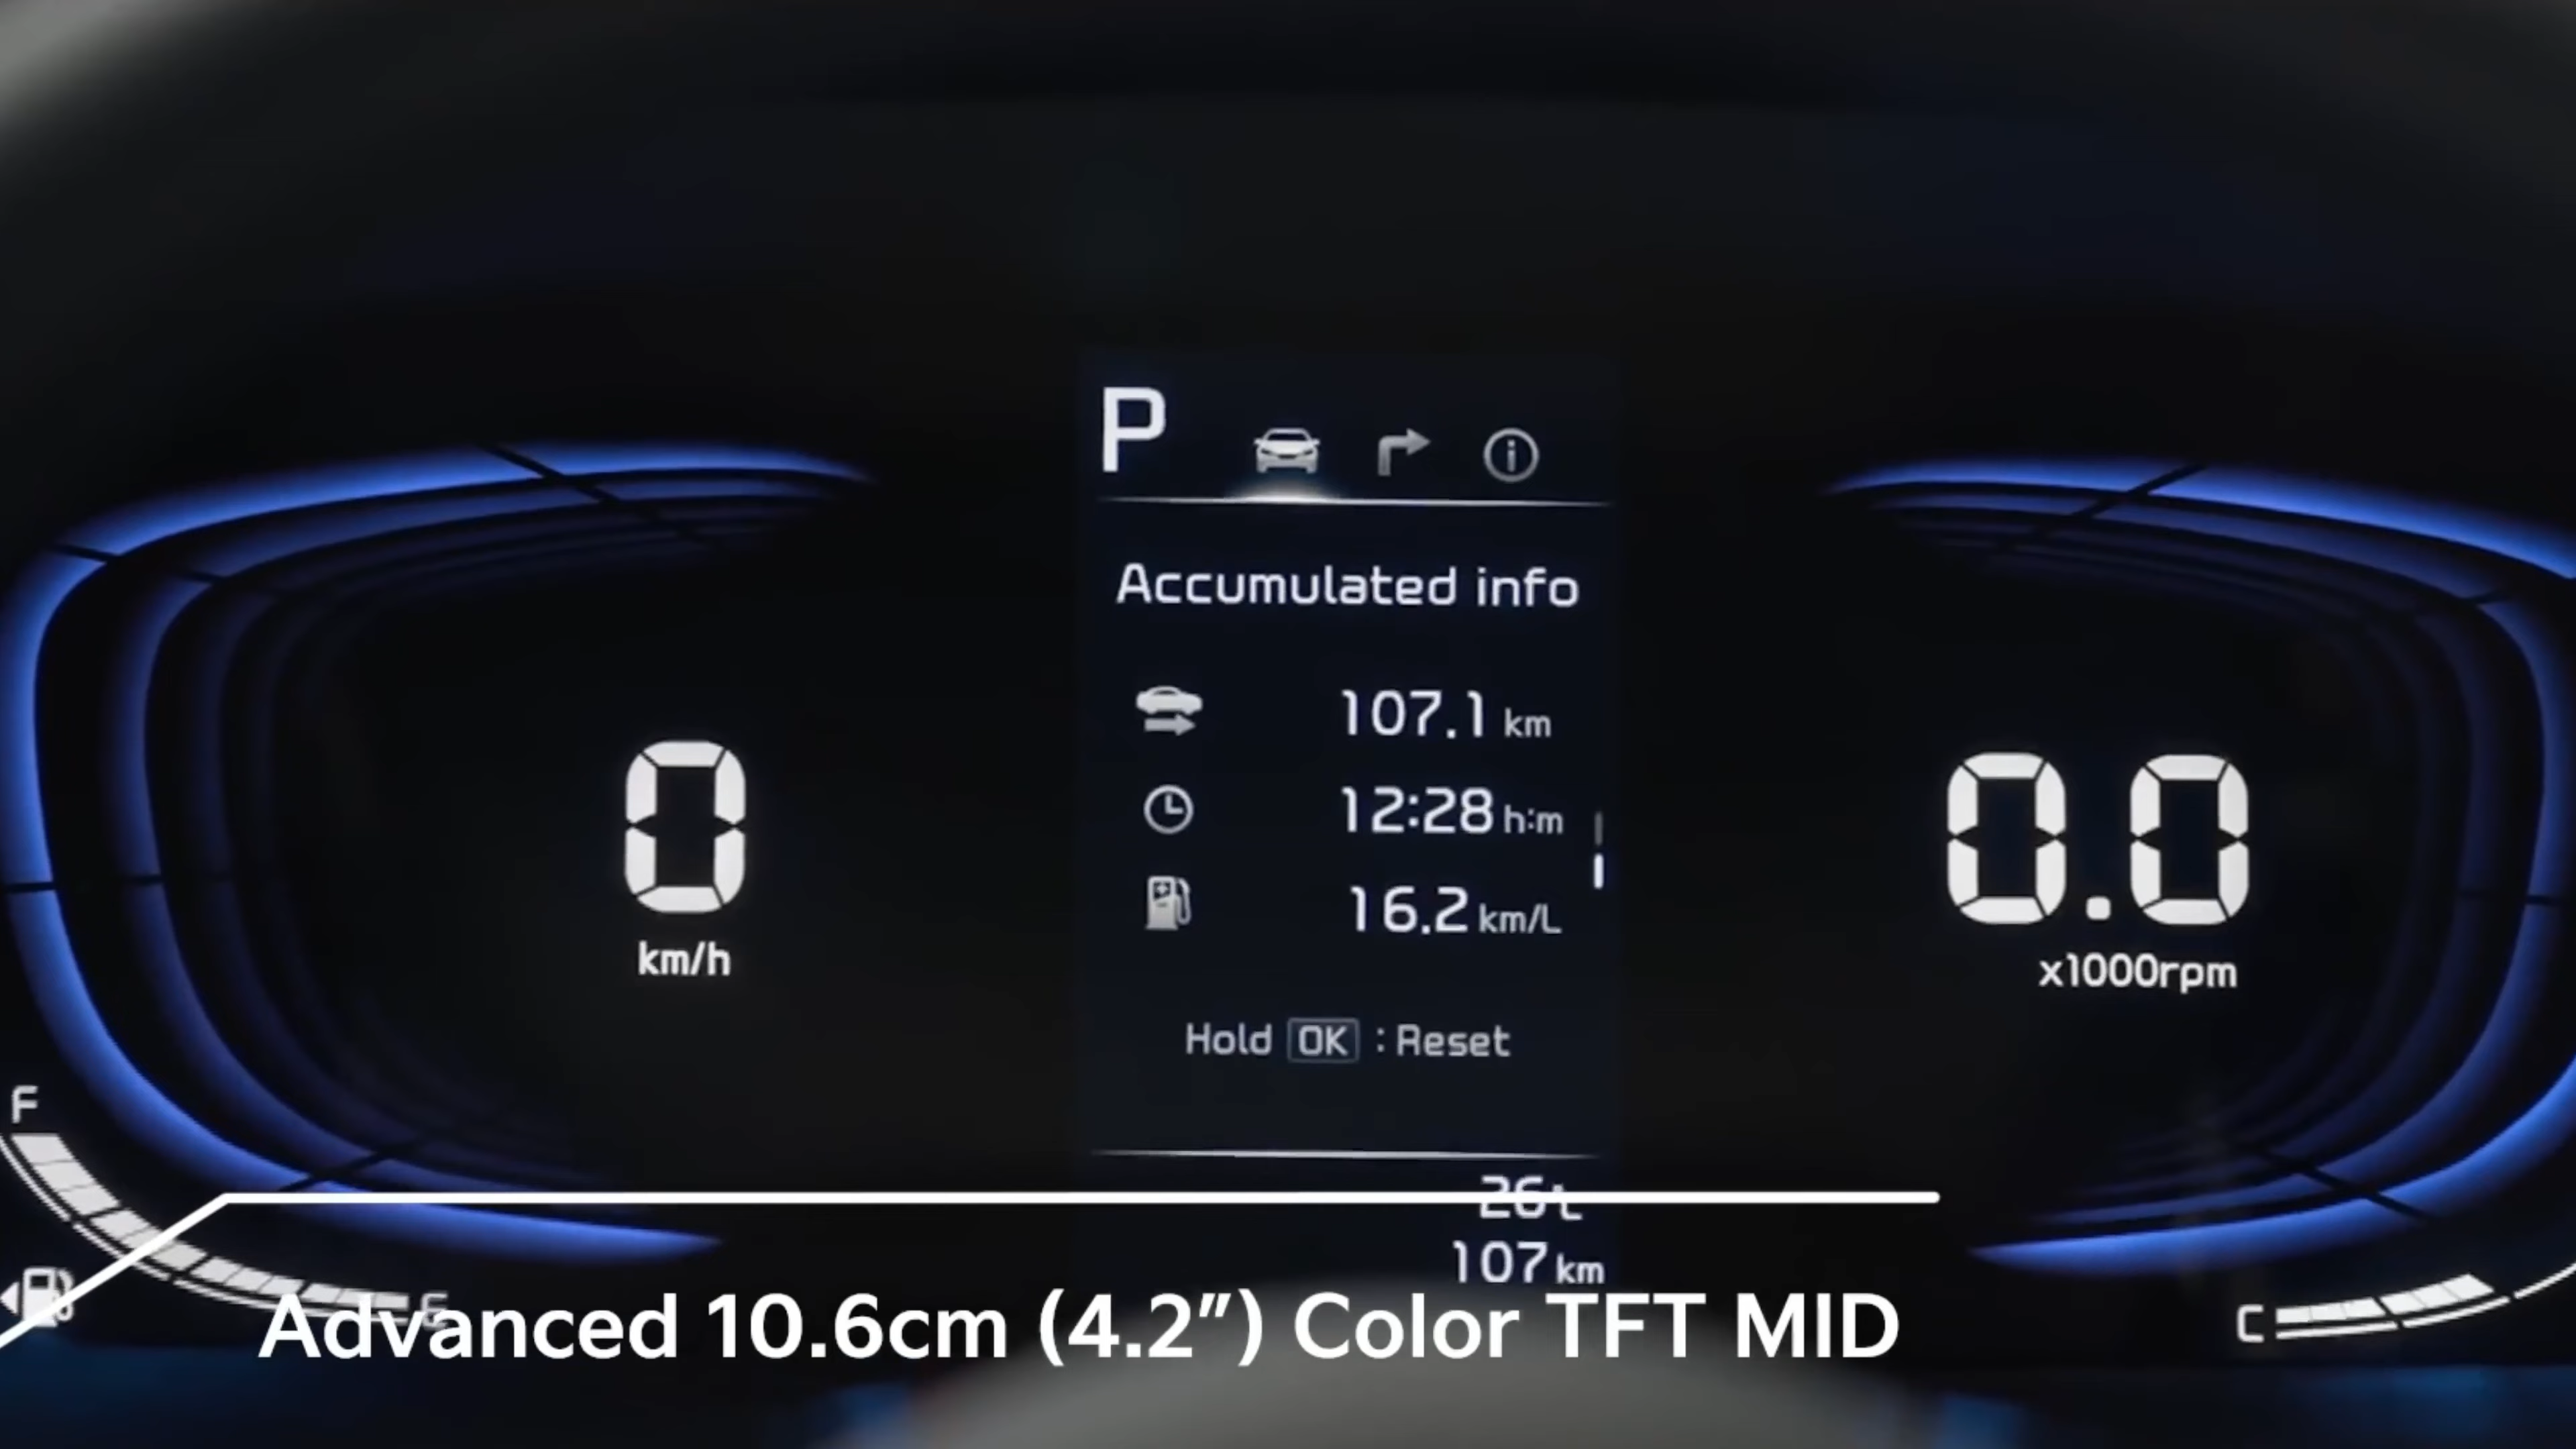 P
Accumulated info
107.1 km
12:28 h:m
16.2 km/L
Hold OK : Reset
0
km/h
0.0
x1000rpm
F
E
C
107 km
Advanced 10.6cm (4.2”) Color TFT MID